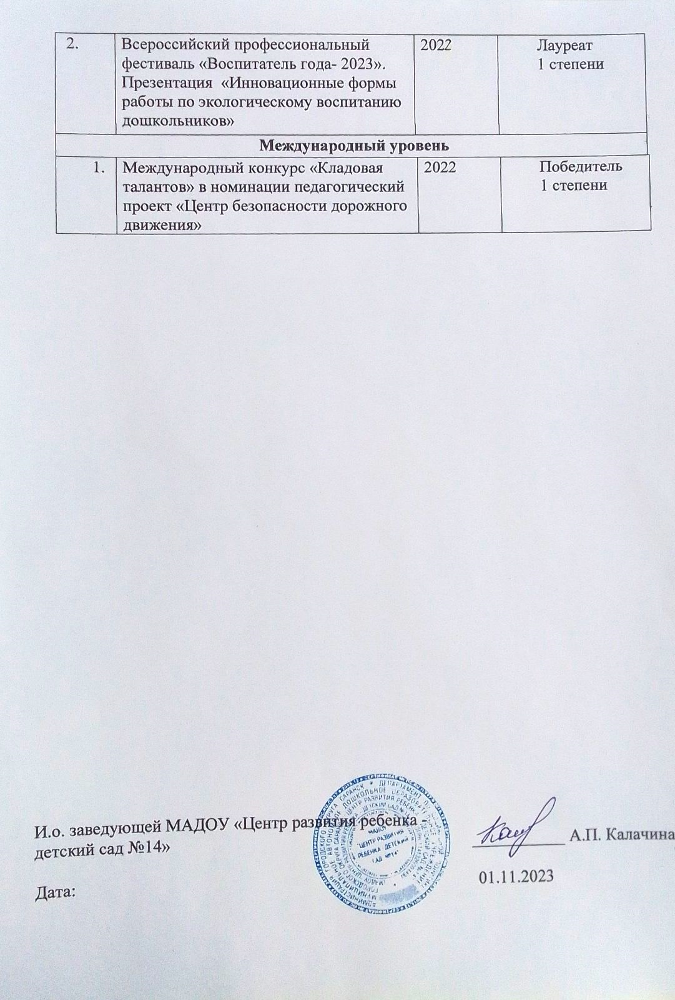 2. Всероссийский профессиональный 2022 Лауреат
фестиваль «Воспитатель года- 2023». 1 степени
Презентация «Инновационные формы
работы по экологическому воспитанию
дошкольников»
Международный уровень
1. Международный конкурс «Кладовая 2022 Победитель
талантов» в номинации педагогический 1 степени
проект «Центр безопасности дорожного
движения»
И.о. заведующей МАДОУ «Центр развития ребенка -
детский сад №14»
А.П. Калачина
Дата:
01.11.2023
МАДОУ
"ЦЕНТР РАЗВИТИЯ
РЕБЕНКА ДЕТСКИЙ
САД №14"